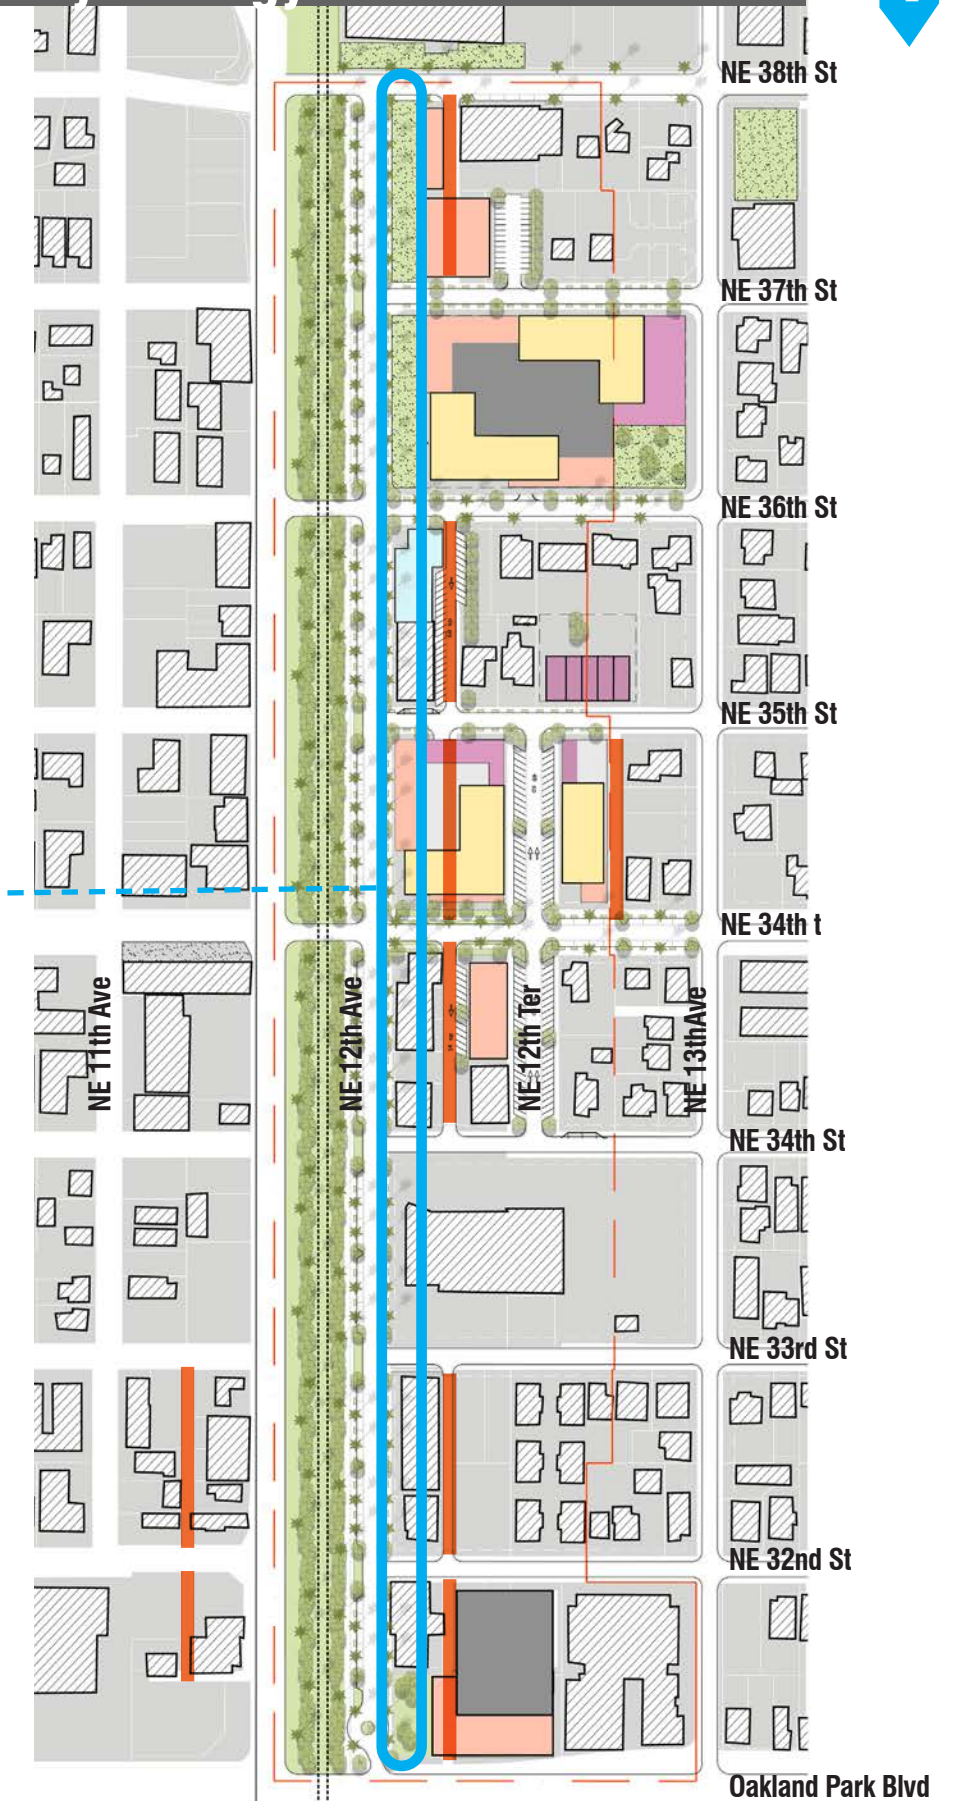 NE 38th St
NE 37th St
NE 36th St
NE 35th St
NE 34th t
NE 11th Ave
NE 12th Ave
NE 12th Ter
NE 13thAve
NE 34th St
NE 33rd St
NE 32nd St
Oakland Park Blvd